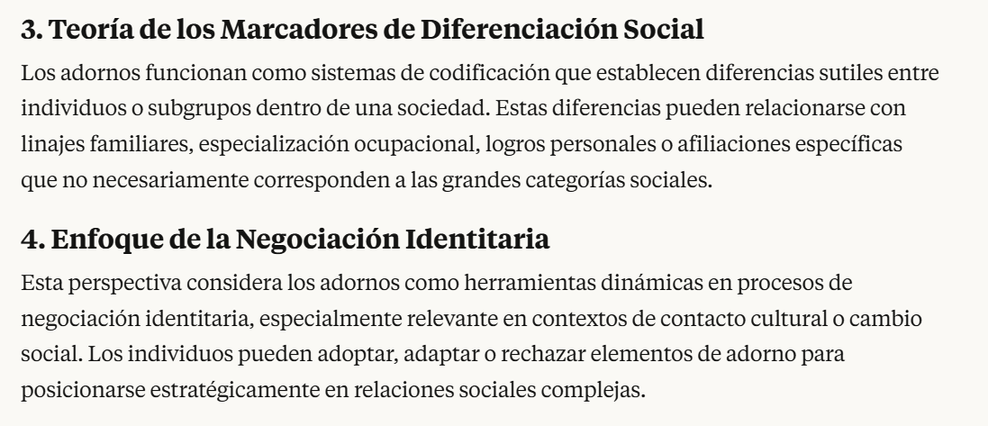 3. Teoría de los Marcadores de Diferenciación Social
Los adornos funcionan como sistemas de codificación que establecen diferencias sutiles entre
individuos o subgrupos dentro de una sociedad. Estas diferencias pueden relacionarse con
linajes familiares, especialización ocupacional, logros personales o afiliaciones específicas
que no necesariamente corresponden a las grandes categorías sociales.
4. Enfoque de la Negociación Identitaria
Esta perspectiva considera los adornos como herramientas dinámicas en procesos de
negociación identitaria, especialmente relevante en contextos de contacto cultural o cambio
social. Los individuos pueden adoptar, adaptar o rechazar elementos de adorno para
posicionarse estratégicamente en relaciones sociales complejas.